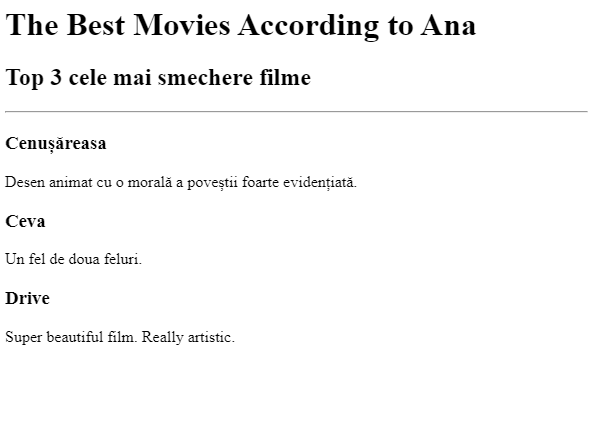 The Best Movies According to Ana
Top 3 cele mai smechere filme
Cenușăreasa
Desen animat cu o morală a poveștii foarte evidențiată.
Ceva
Un fel de doua feluri.
Drive
Super beautiful film. Really artistic.